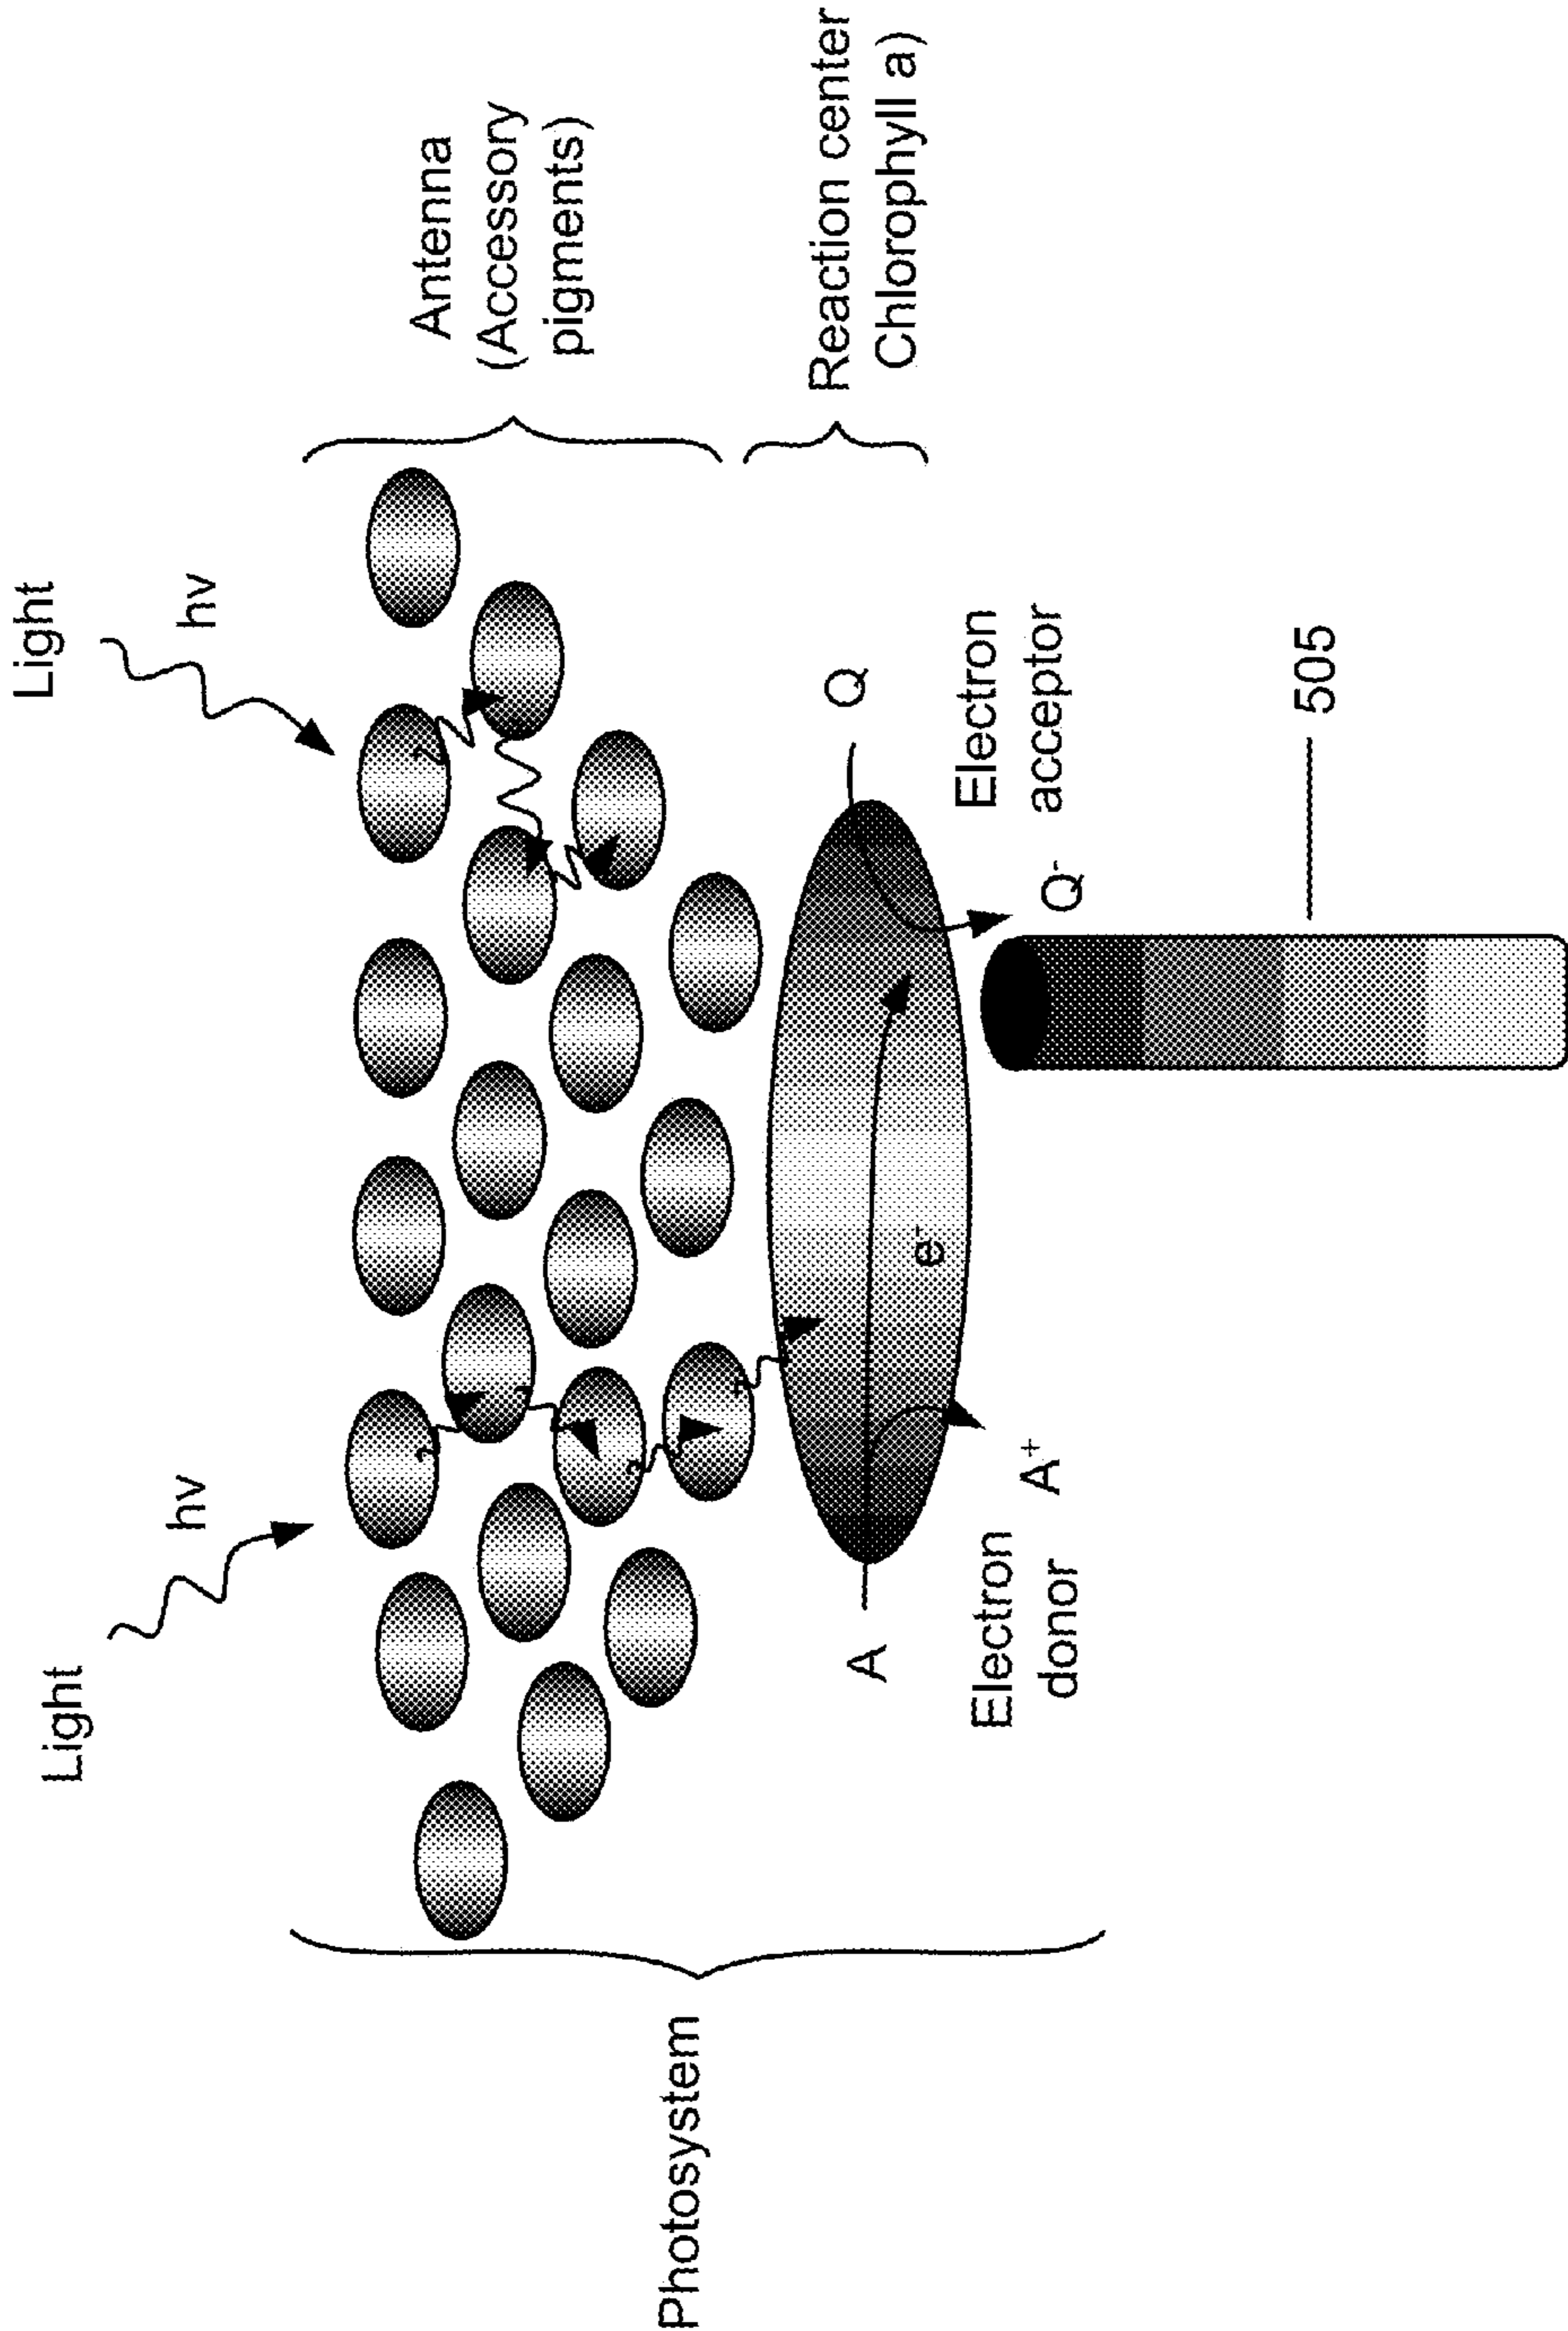 Light
hv
Light
hv
Antenna
(Accessory
pigments)
Photosystem
Reaction center
Chlorophyll a)
A
Q
e-
Electron
donor
A+
Electron
acceptor
Q-
505